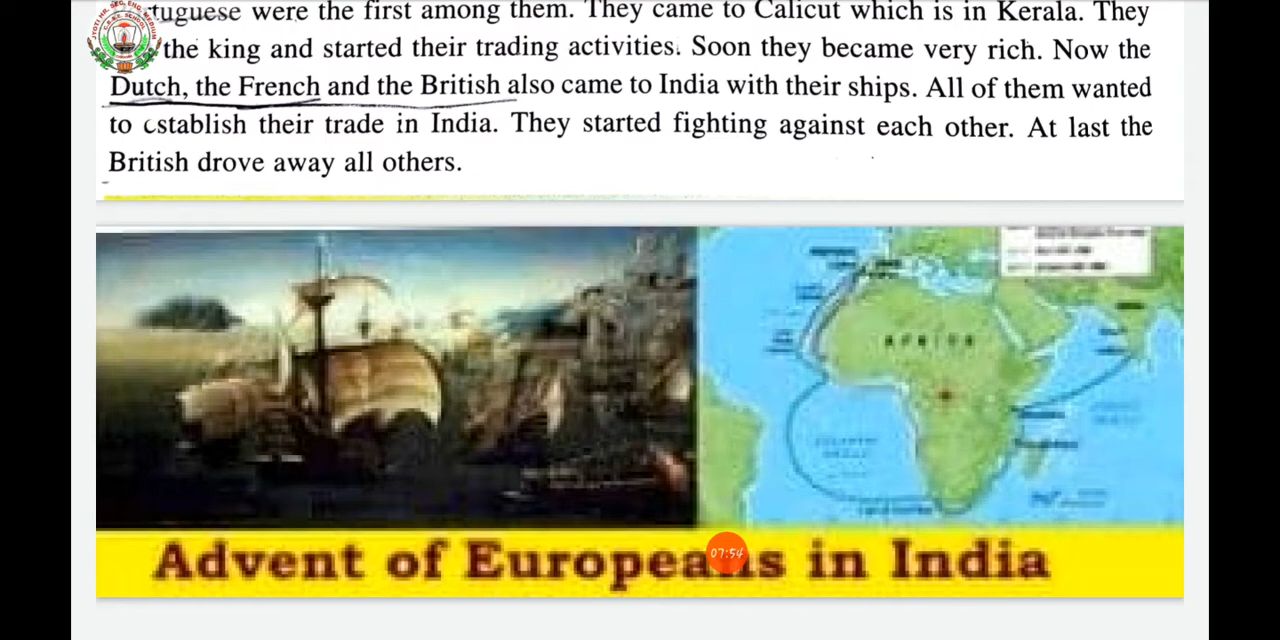 tuguese were the first among them. They came to Calicut which is in Kerala. They
the king and started their trading activities. Soon they became very rich. Now the
Dutch, the French and the British also came to India with their ships. All of them wanted
to establish their trade in India. They started fighting against each other. At last the
British drove away all others.
AFRICA
Advent of Europeans in India
07:54